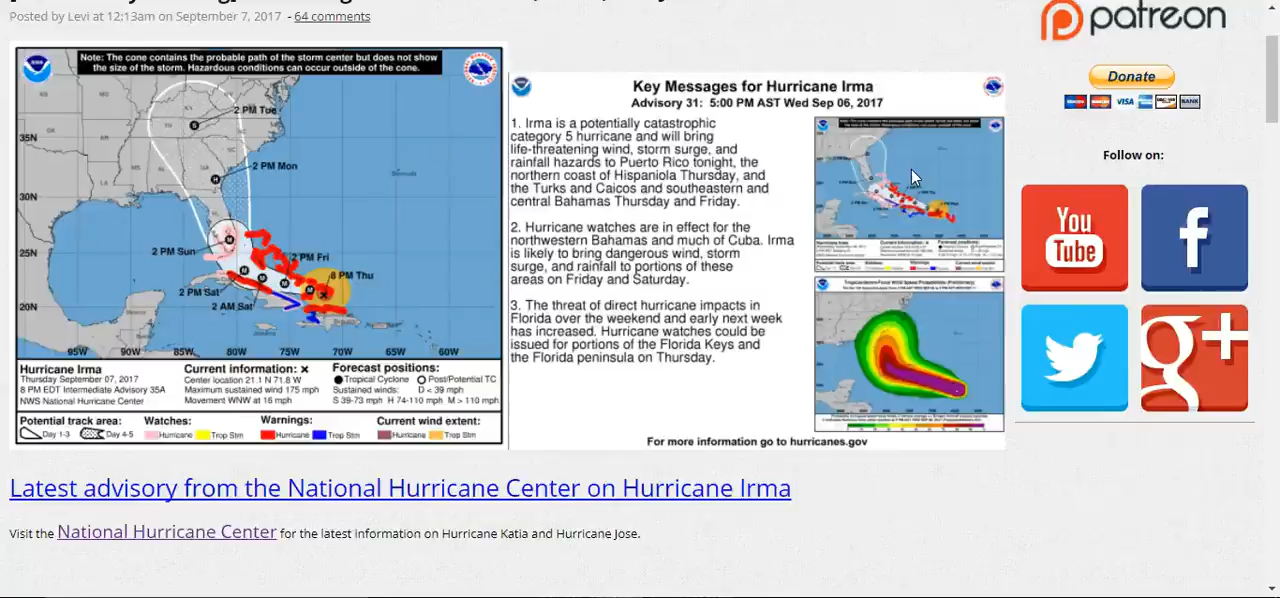 Posted by Levi at 12:13am on September 7, 2017 - 64 comments
Note: The cone contains the probable path of the storm center but does not show
the size of the storm. Hazardous conditions can occur outside of the cone.
2 PM Tue
35N
2 PM Mon
Bermuda
30N
2 PM Sun
25N
2 PM Fri
8 PM Thu
2 PM Sat
2 AM Sat
20N
95W 90W 85W 80W 75W 70W 65W 60W
Hurricane Irma
Thursday September 07, 2017
8 PM EDT Intermediate Advisory 35A
NWS National Hurricane Center
Current information: ×
Center location 21.1 N 71.8 W
Maximum sustained wind 175 mph
Movement WNW at 16 mph
Forecast positions:
Tropical Cyclone Post/Potential TC
Sustained winds: D < 39 mph
S 39-73 mph H 74-110 mph M > 110 mph
Potential track area:
Day 1-3 Day 4-5
Watches:
Hurricane Trop Stm
Warnings:
Hurricane Trop Stm
Current wind extent:
Hurricane Trop Stm
Key Messages for Hurricane Irma
Advisory 31: 5:00 PM AST Wed Sep 06, 2017
1. Irma is a potentially catastrophic
category 5 hurricane and will bring
life-threatening wind, storm surge, and
rainfall hazards to Puerto Rico tonight, the
northern coast of Hispaniola Thursday, and
the Turks and Caicos and southeastern and
central Bahamas Thursday and Friday.
2. Hurricane watches are in effect for the
northwestern Bahamas and much of Cuba. Irma
is likely to bring dangerous wind, storm
surge, and rainfall to portions of these
areas on Friday and Saturday.
3. The threat of direct hurricane impacts in
Florida over the weekend and early next week
has increased. Hurricane watches could be
issued for portions of the Florida Keys and
the Florida peninsula on Thursday.
For more information go to hurricanes.gov
patreon
Donate
VISA
BANK
Follow on:
You
Tube
f
g+
Latest advisory from the National Hurricane Center on Hurricane Irma
Visit the National Hurricane Center for the latest information on Hurricane Katia and Hurricane Jose.